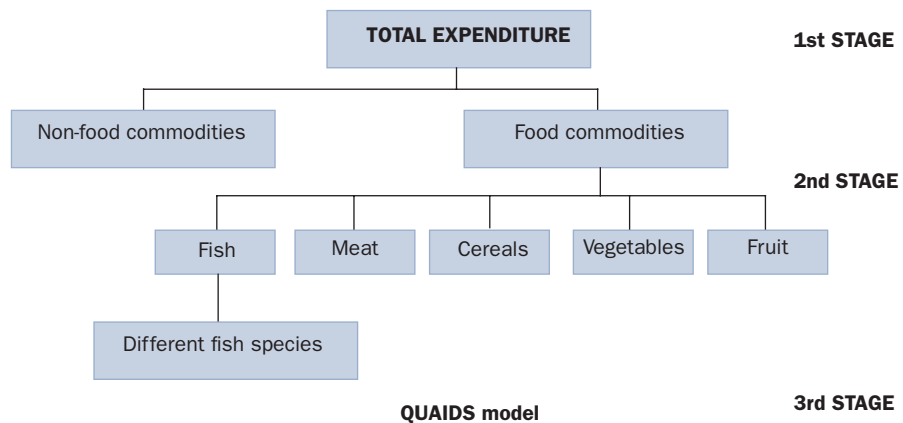 TOTAL EXPENDITURE
1st STAGE
Non-food commodities
Food commodities
2nd STAGE
Fish
Meat
Cereals
Vegetables
Fruit
Different fish species
QUAIDS model
3rd STAGE